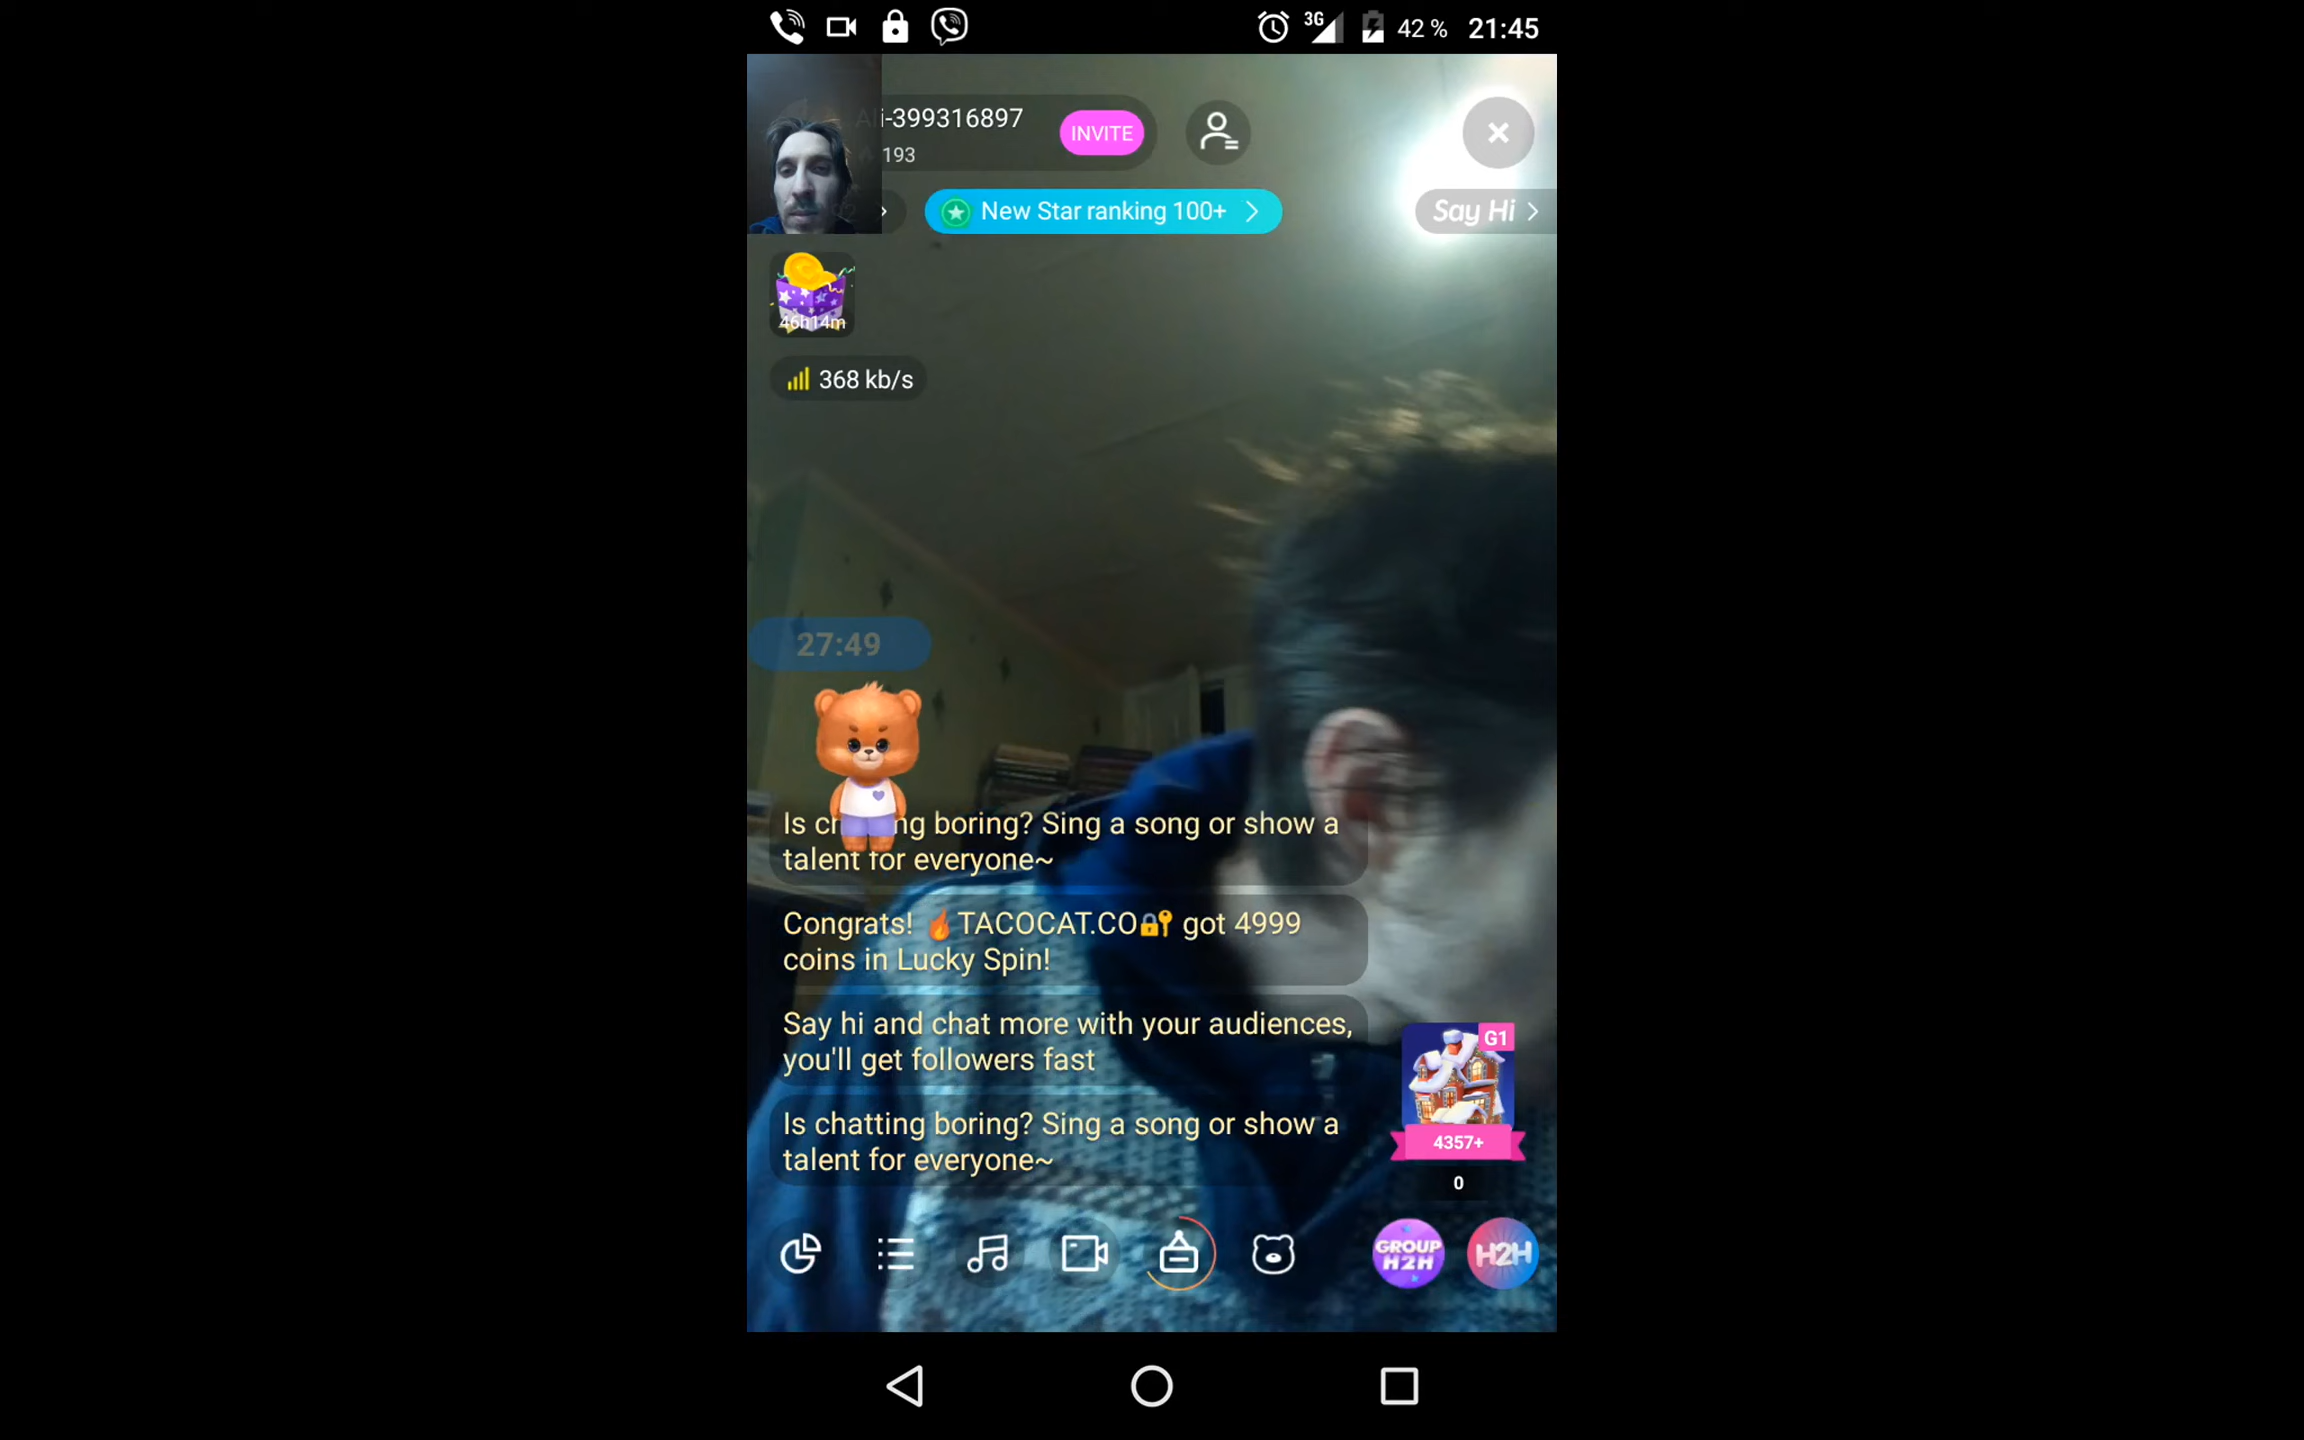 42 % 21:45
3G
Ali-399316897
INVITE
193
New Star ranking 100+
Say Hi
46h14m
368 kb/s
27:49
Is ch ng boring? Sing a song or show a
talent for everyone~
Congrats! 🔥TACOCAT.CO🔐 got 4999
coins in Lucky Spin!
Say hi and chat more with your audiences,
you'll get followers fast
G1
4357+
0
Is chatting boring? Sing a song or show a
talent for everyone~
GROUP
H2H
H2H